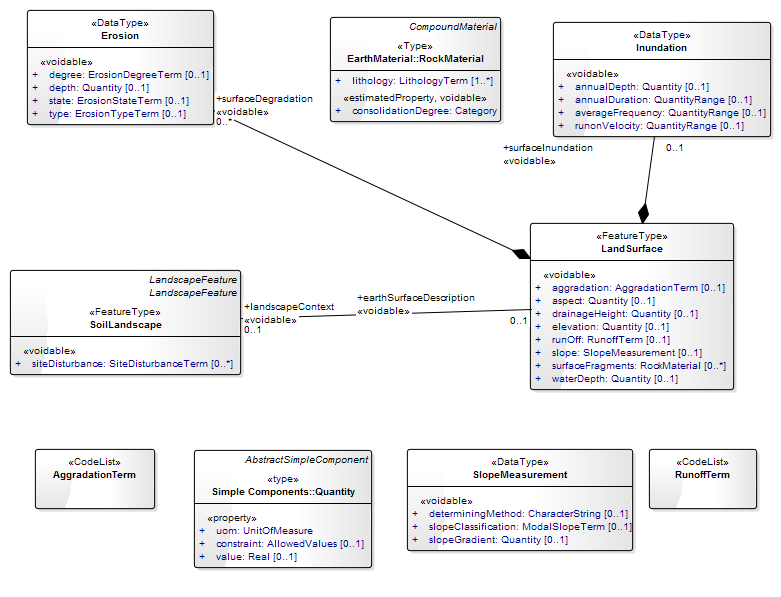 «DataType»
Erosion
«voidable»
+ degree: ErosionDegreeTerm [0..1]
+ depth: Quantity [0..1]
+ state: ErosionStateTerm [0..1]
+ type: ErosionTypeTerm [0..1]
CompoundMaterial
«Type»
EarthMaterial::RockMaterial
+ lithology: LithologyTerm [1..*]
«estimatedProperty, voidable»
+ consolidationDegree: Category
«DataType»
Inundation
«voidable»
+ annualDepth: Quantity [0..1]
+ annualDuration: QuantityRange [0..1]
+ averageFrequency: QuantityRange [0..1]
+ runonVelocity: QuantityRange [0..1]
+surfaceDegradation
«voidable»
0..*
+surfaceInundation
«voidable»
0..1
«FeatureType»
LandSurface
«voidable»
+ aggradation: AggradationTerm [0..1]
+ aspect: Quantity [0..1]
+ drainageHeight: Quantity [0..1]
+ elevation: Quantity [0..1]
+ runOff: RunoffTerm [0..1]
+ slope: SlopeMeasurement [0..1]
+ surfaceFragments: RockMaterial [0..*]
+ waterDepth: Quantity [0..1]
LandscapeFeature
LandscapeFeature
«FeatureType»
SoilLandscape
«voidable»
+ siteDisturbance: SiteDisturbanceTerm [0..*]
+landscapeContext
«voidable»
0..1
+earthSurfaceDescription
«voidable»
0..1
«CodeList»
AggradationTerm
AbstractSimpleComponent
«type»
Simple Components::Quantity
«property»
+ uom: UnitOfMeasure
+ constraint: AllowedValues [0..1]
+ value: Real [0..1]
«DataType»
SlopeMeasurement
«voidable»
+ determiningMethod: CharacterString [0..1]
+ slopeClassification: ModalSlopeTerm [0..1]
+ slopeGradient: Quantity [0..1]
«CodeList»
RunoffTerm